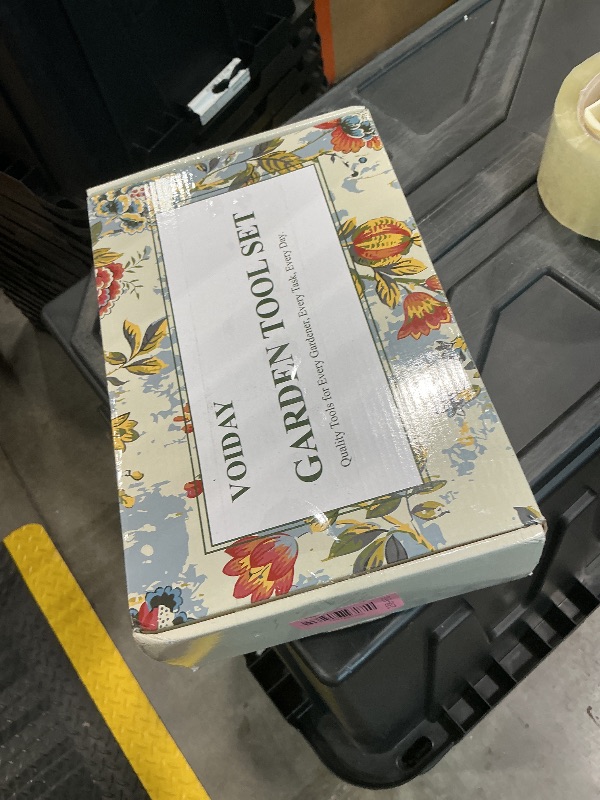 VOIDAY
GARDEN TOOL SET
Quality Tools for Every Gardener, Every Task, Every Day.